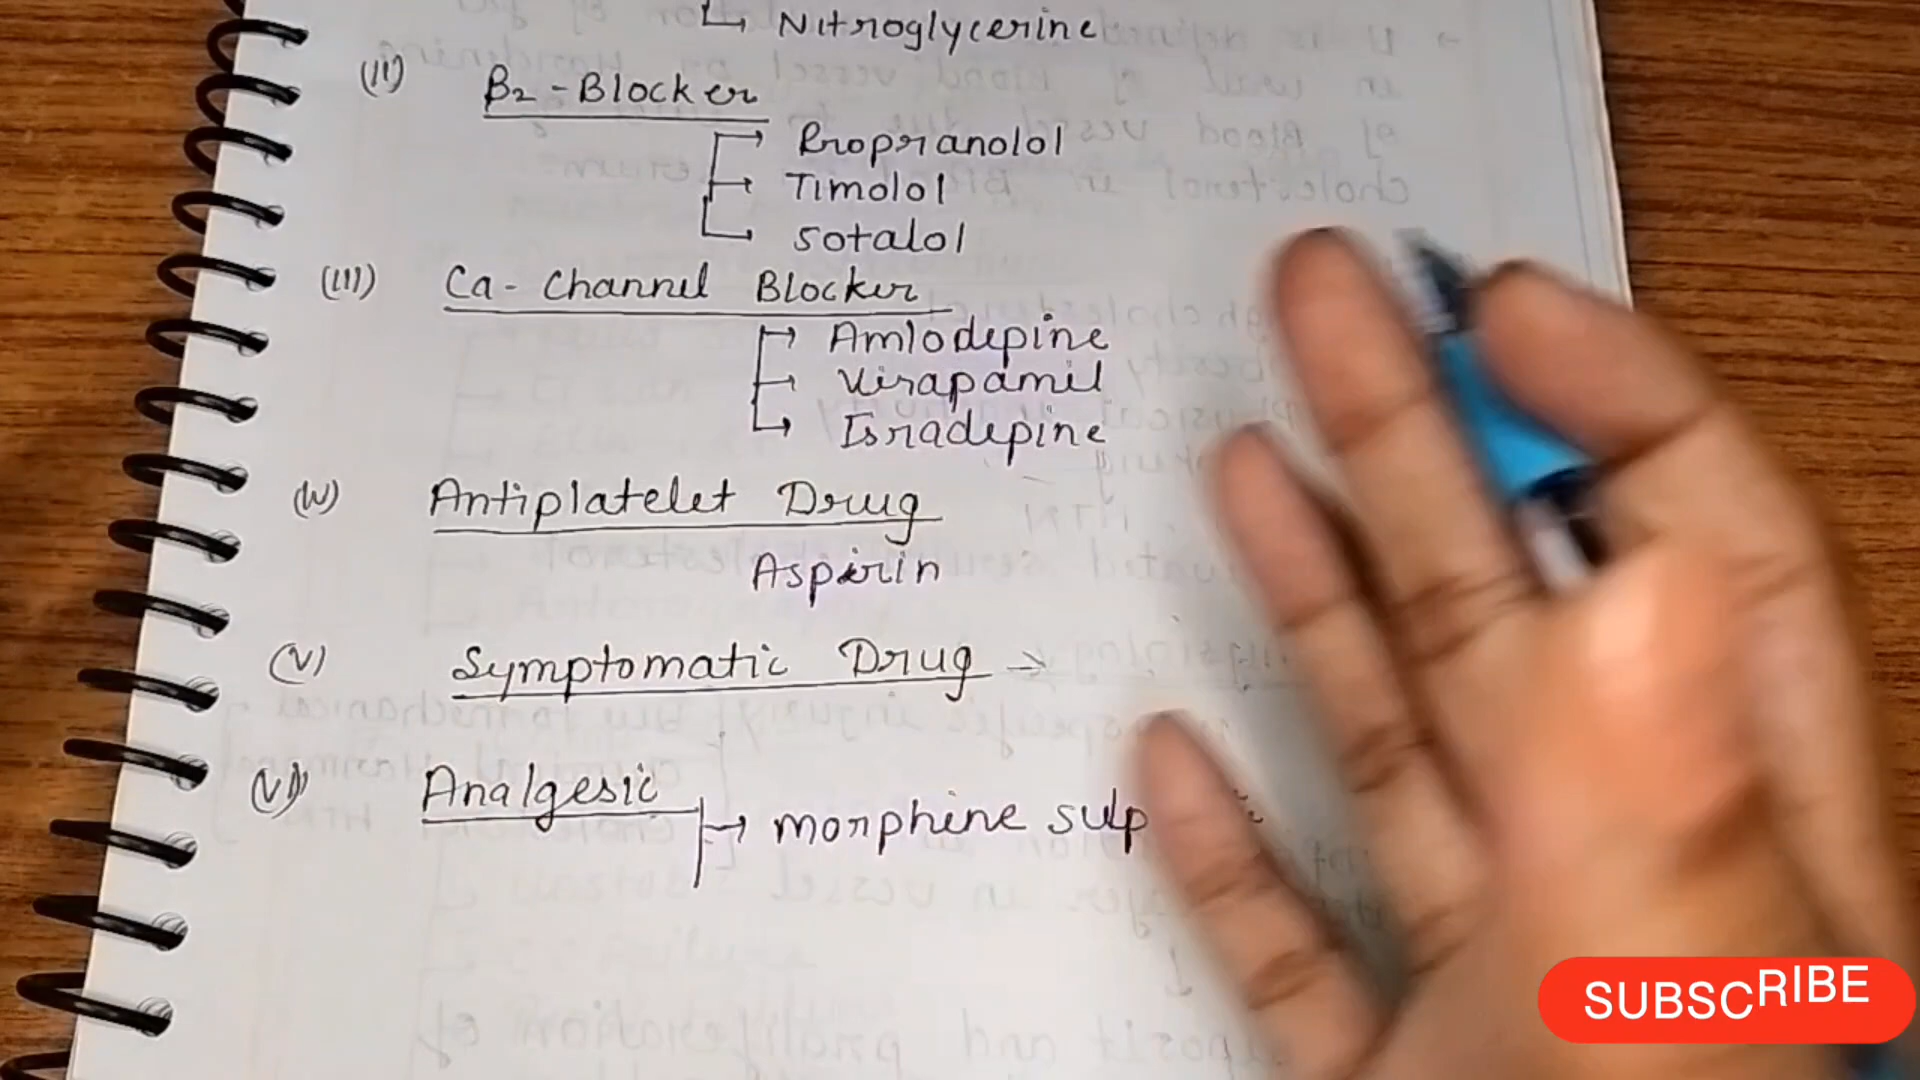 Nitroglycerine
(II) β2-Blocker
Propranolol
Timolol
Sotalol
(III) Ca-Channel Blocker
Amlodepine
Verapamil
Isradepine
(IV) Antiplatelet Drug
Aspirin
(V) Symptomatic Drug →
(VI) Analgesic
→ morphine sulp
SUBSCRIBE